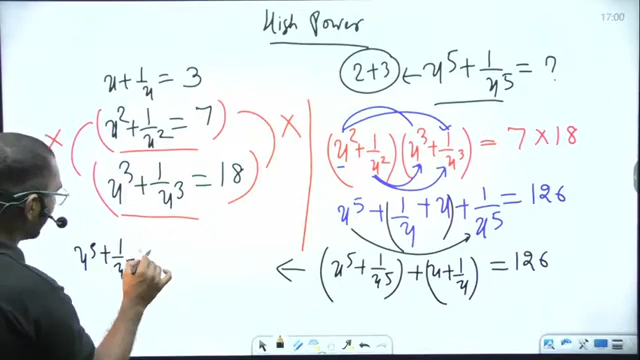 High Power
17:00
x + 1/x = 3
x² + 1/x² = 7
x³ + 1/x³ = 18
x⁵ + 1/x
2+3 ← x⁵ + 1/x⁵ = ?
(x² + 1/x²)(x³ + 1/x³) = 7 × 18
x⁵ + (1/x + x) + 1/x⁵ = 126
← (x⁵ + 1/x⁵) + (x + 1/x) = 126